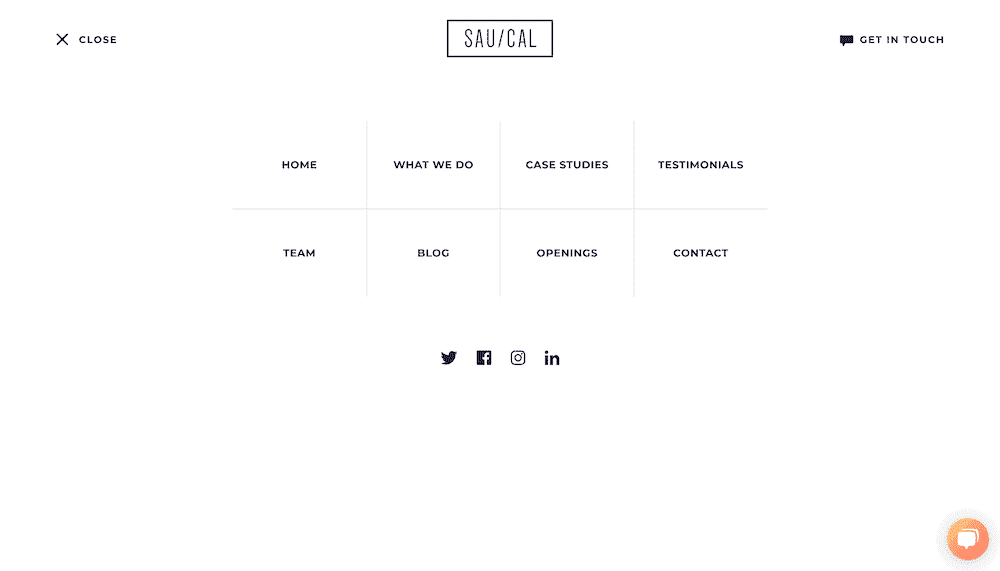 CLOSE
SAU/CAL
GET IN TOUCH
HOME
WHAT WE DO
CASE STUDIES
TESTIMONIALS
TEAM
BLOG
OPENINGS
CONTACT